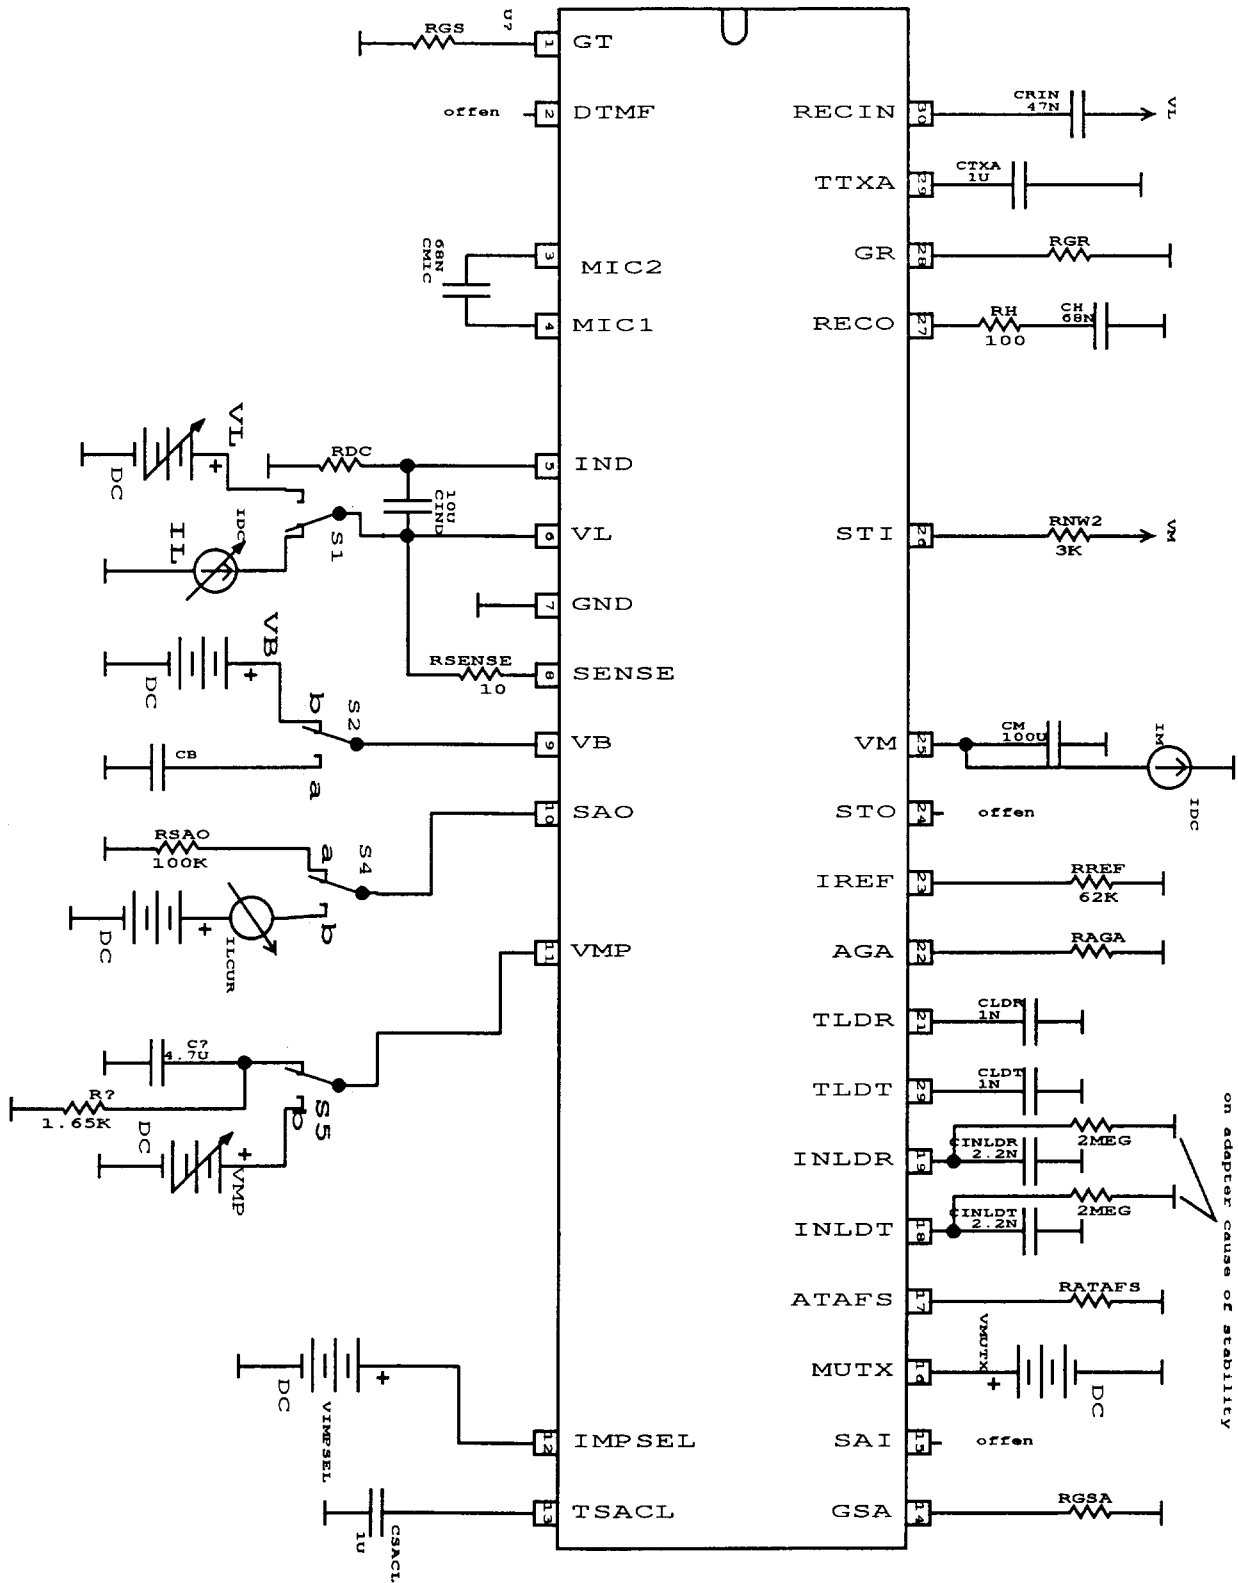 U?
RGS
1
GT
offen
2
DTMF
RECIN
30
CRIN
47N
VL
TTXA
29
CTXA
1U
68N
CMIC
3
MIC2
GR
28
RGR
4
MIC1
RECO
27
RH
100
CH
68N
VL
DC
+
RDC
5
IND
10U
CIND
IL
IDC
S1
6
VL
STI
26
RNW2
3K
VM
7
GND
VB
DC
+
RSENSE
10
8
SENSE
b
S2
9
VB
VM
25
CM
100U
IM
IDC
CB
a
10
SAO
STO
24
offen
RSAO
100K
a
S4
IREF
23
RREF
62K
DC
+
ILCUR
b
11
VMP
AGA
22
RAGA
C?
4.7U
TLDR
21
CLDR
1N
R?
1.65K
b
S5
TLDT
CLDT
1N
DC
+
VMP
INLDR
19
CINLDR
2.2N
2MEG
INLDT
18
CINLDT
2.2N
2MEG
on adapter cause of stability
ATAFS
17
RATAFS
DC
+
VIMPSEL
MUTX
16
VMUTX
+
DC
12
IMPSEL
SAI
15
offen
1U
CSACL
13
TSACL
GSA
14
RGSA